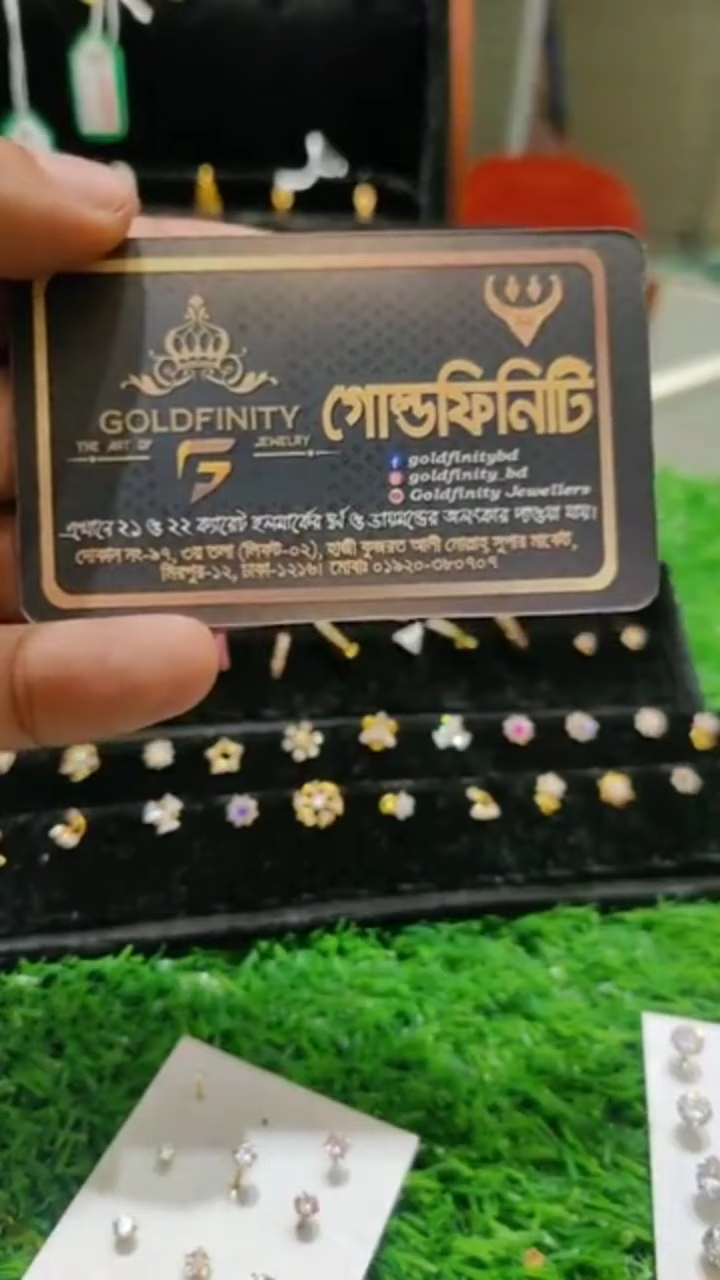 GOLDFINITY
THE ART OF JEWELRY
গোল্ডফিনিটি
goldfinitybd
goldfinity_bd
Goldfinity Jewellers
এখানে ২১ ও ২২ ক্যারেট হলমার্কের স্বর্ণ ও ডায়মন্ডের অলংকার পাওয়া যায়।
দোকান নং-৯৭, ৩য় তলা (লিফট-০২), হাজী কুজরত আলী মোল্লাহ্ সুপার মার্কেট,
মিরপুর-১২, ঢাকা-১২১৬। মোবাঃ ০১৯২০-৩৮০৭০৭